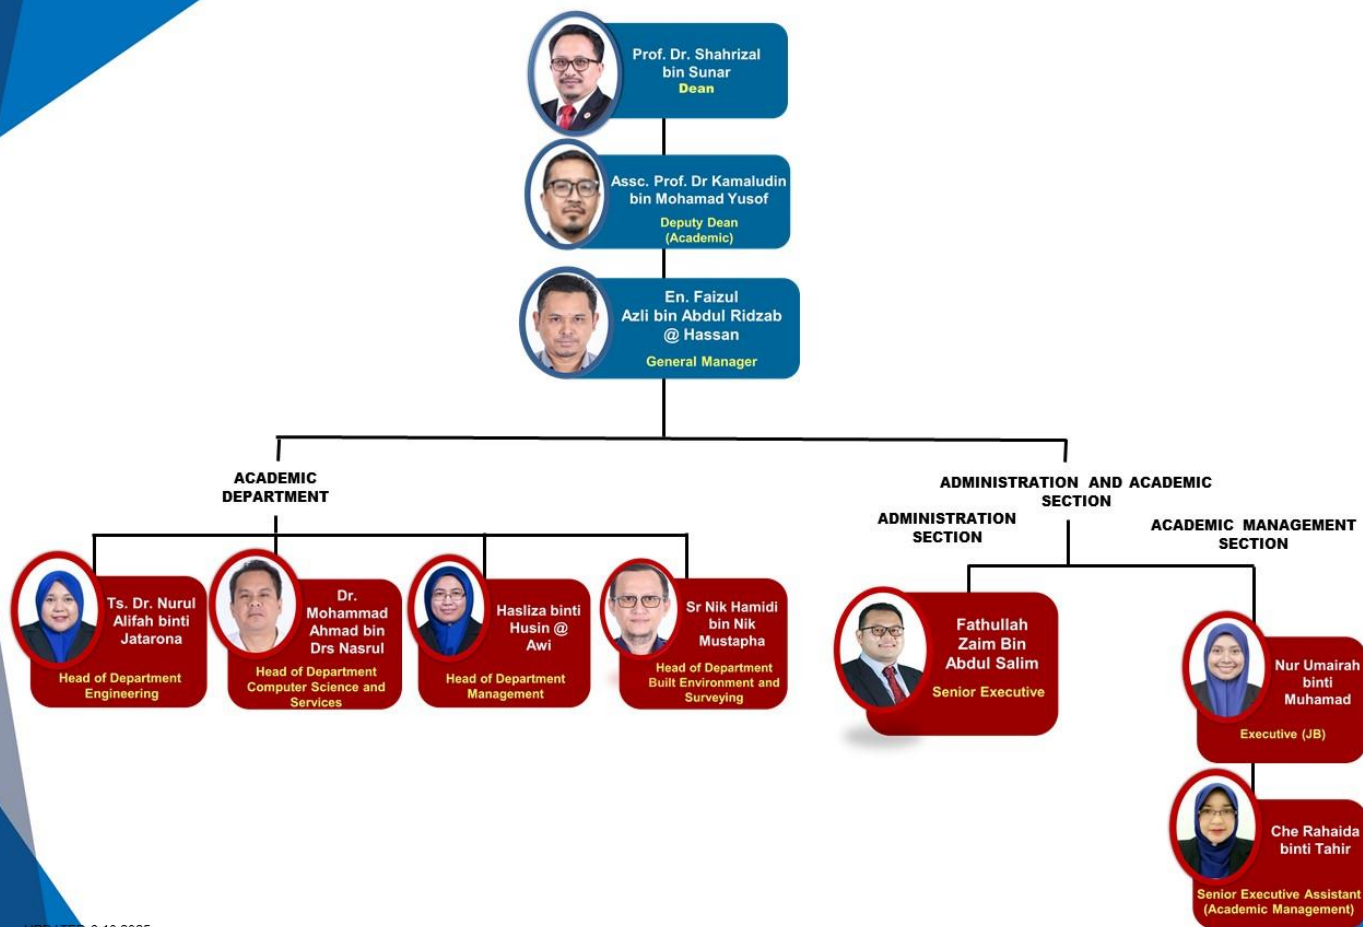 Prof. Dr. Shahrizal
bin Sunar
Dean
Assc. Prof. Dr Kamaludin
bin Mohamad Yusof
Deputy Dean
(Academic)
En. Faizul
Azli bin Abdul Ridzab
@ Hassan
General Manager
ACADEMIC
DEPARTMENT
Ts. Dr. Nurul
Alifah binti
Jatarona
Head of Department
Engineering
Dr.
Mohammad
Ahmad bin
Drs Nasrul
Head of Department
Computer Science and
Services
Hasliza binti
Husin @
Awi
Head of Department
Management
Sr Nik Hamidi
bin Nik
Mustapha
Head of Department
Built Environment and
Surveying
ADMINISTRATION AND ACADEMIC
SECTION
ADMINISTRATION
SECTION
Fathullah
Zaim Bin
Abdul Salim
Senior Executive
ACADEMIC MANAGEMENT
SECTION
Nur Umairah
binti
Muhamad
Executive (JB)
Che Rahaida
binti Tahir
Senior Executive Assistant
(Academic Management)